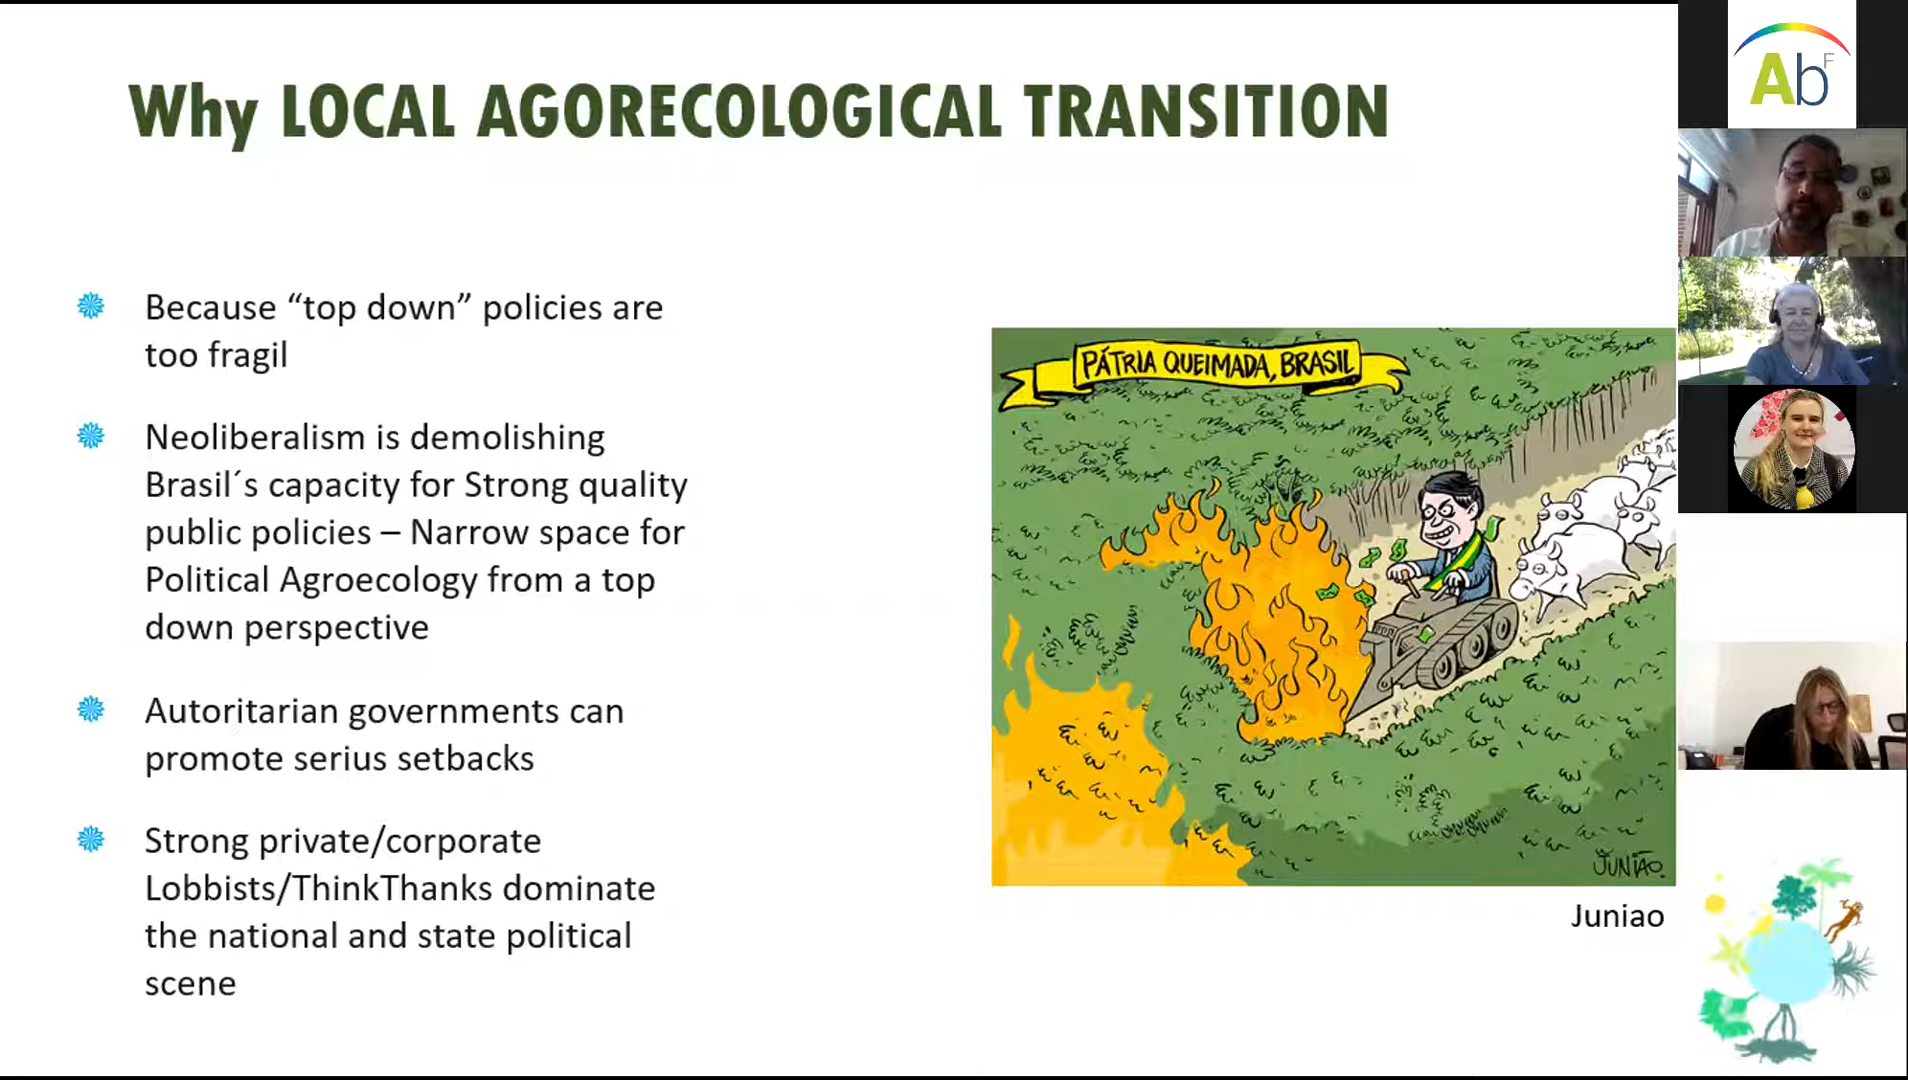 Why LOCAL AGORECOLOGICAL TRANSITION
Because “top down” policies are
too fragil
Neoliberalism is demolishing
Brasil´s capacity for Strong quality
public policies – Narrow space for
Political Agroecology from a top
down perspective
Autoritarian governments can
promote serius setbacks
Strong private/corporate
Lobbists/ThinkThanks dominate
the national and state political
scene
PÁTRIA QUEIMADA, BRASIL
JUNIÃO.
Juniao
AbF